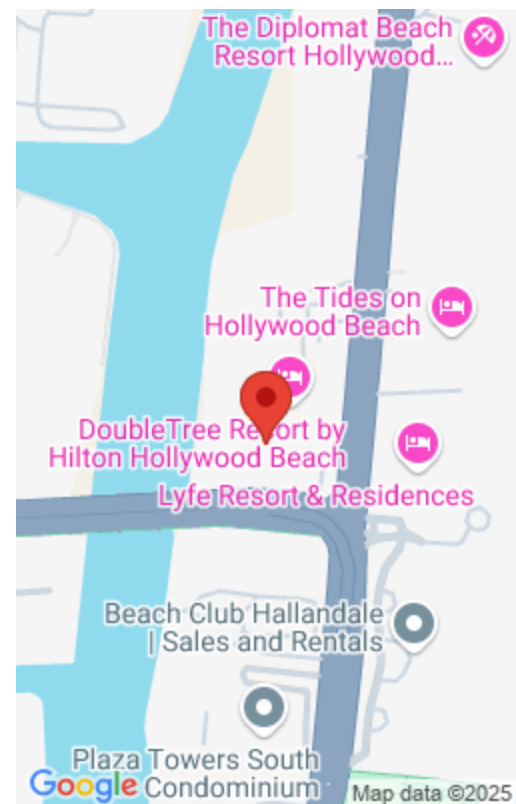 The Diplomat Beach
Resort Hollywood...
The Tides on
Hollywood Beach
DoubleTree Resort by
Hilton Hollywood Beach
Lyfe Resort & Residences
Beach Club Hallandale
| Sales and Rentals
Plaza Towers South
Condominium
Google
Map data ©2025